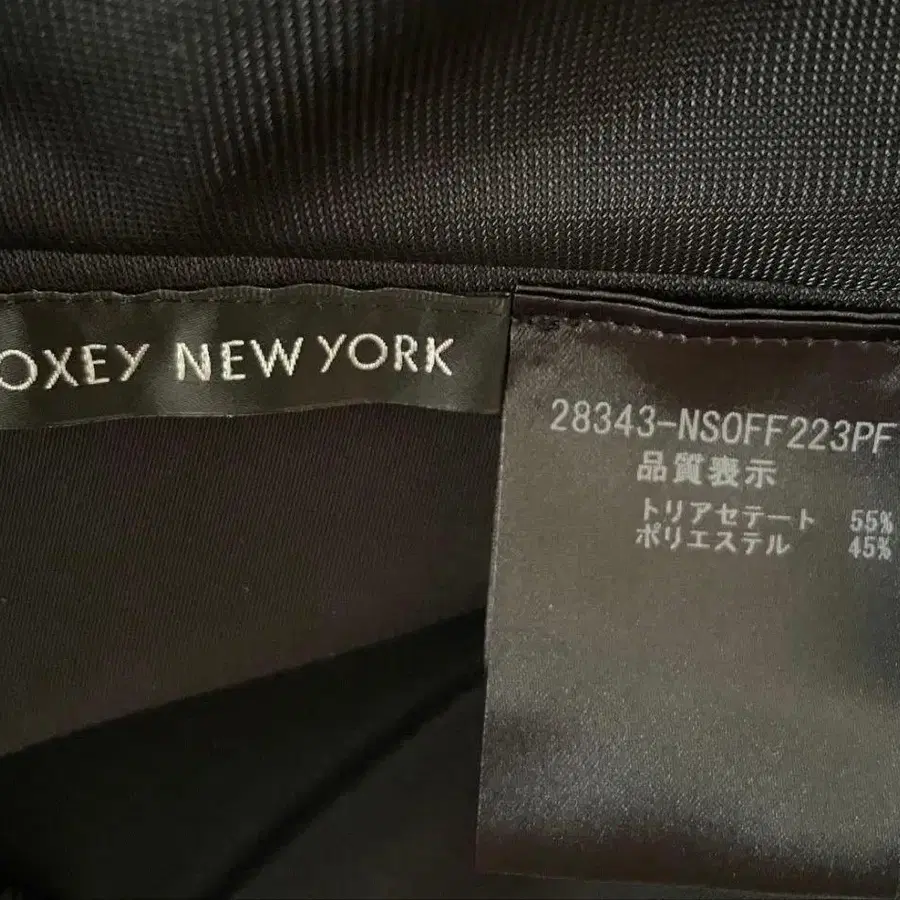 OXEY NEW YORK
28343-NSOFF223PF
品質表示
トリアセテート 55%
ポリエステル 45%